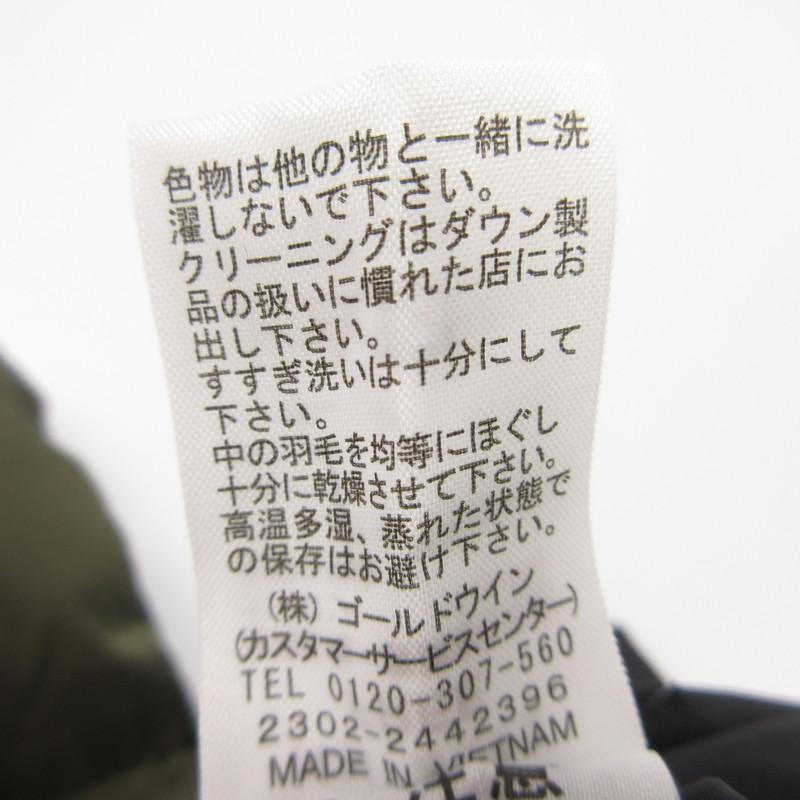 色物は他の物と一緒に洗
濯しないで下さい。
クリーニングはダウン製
品の扱いに慣れた店にお
出し下さい。
すすぎ洗いは十分にして
下さい。
中の羽毛を均等にほぐし
十分に乾燥させて下さい。
高温多湿、蒸れた状態で
の保存はお避け下さい。
(株) ゴールドウイン
(カスタマーサービスセンター)
TEL 0120-307-560
2302-2442396
MADE IN VIETNAM